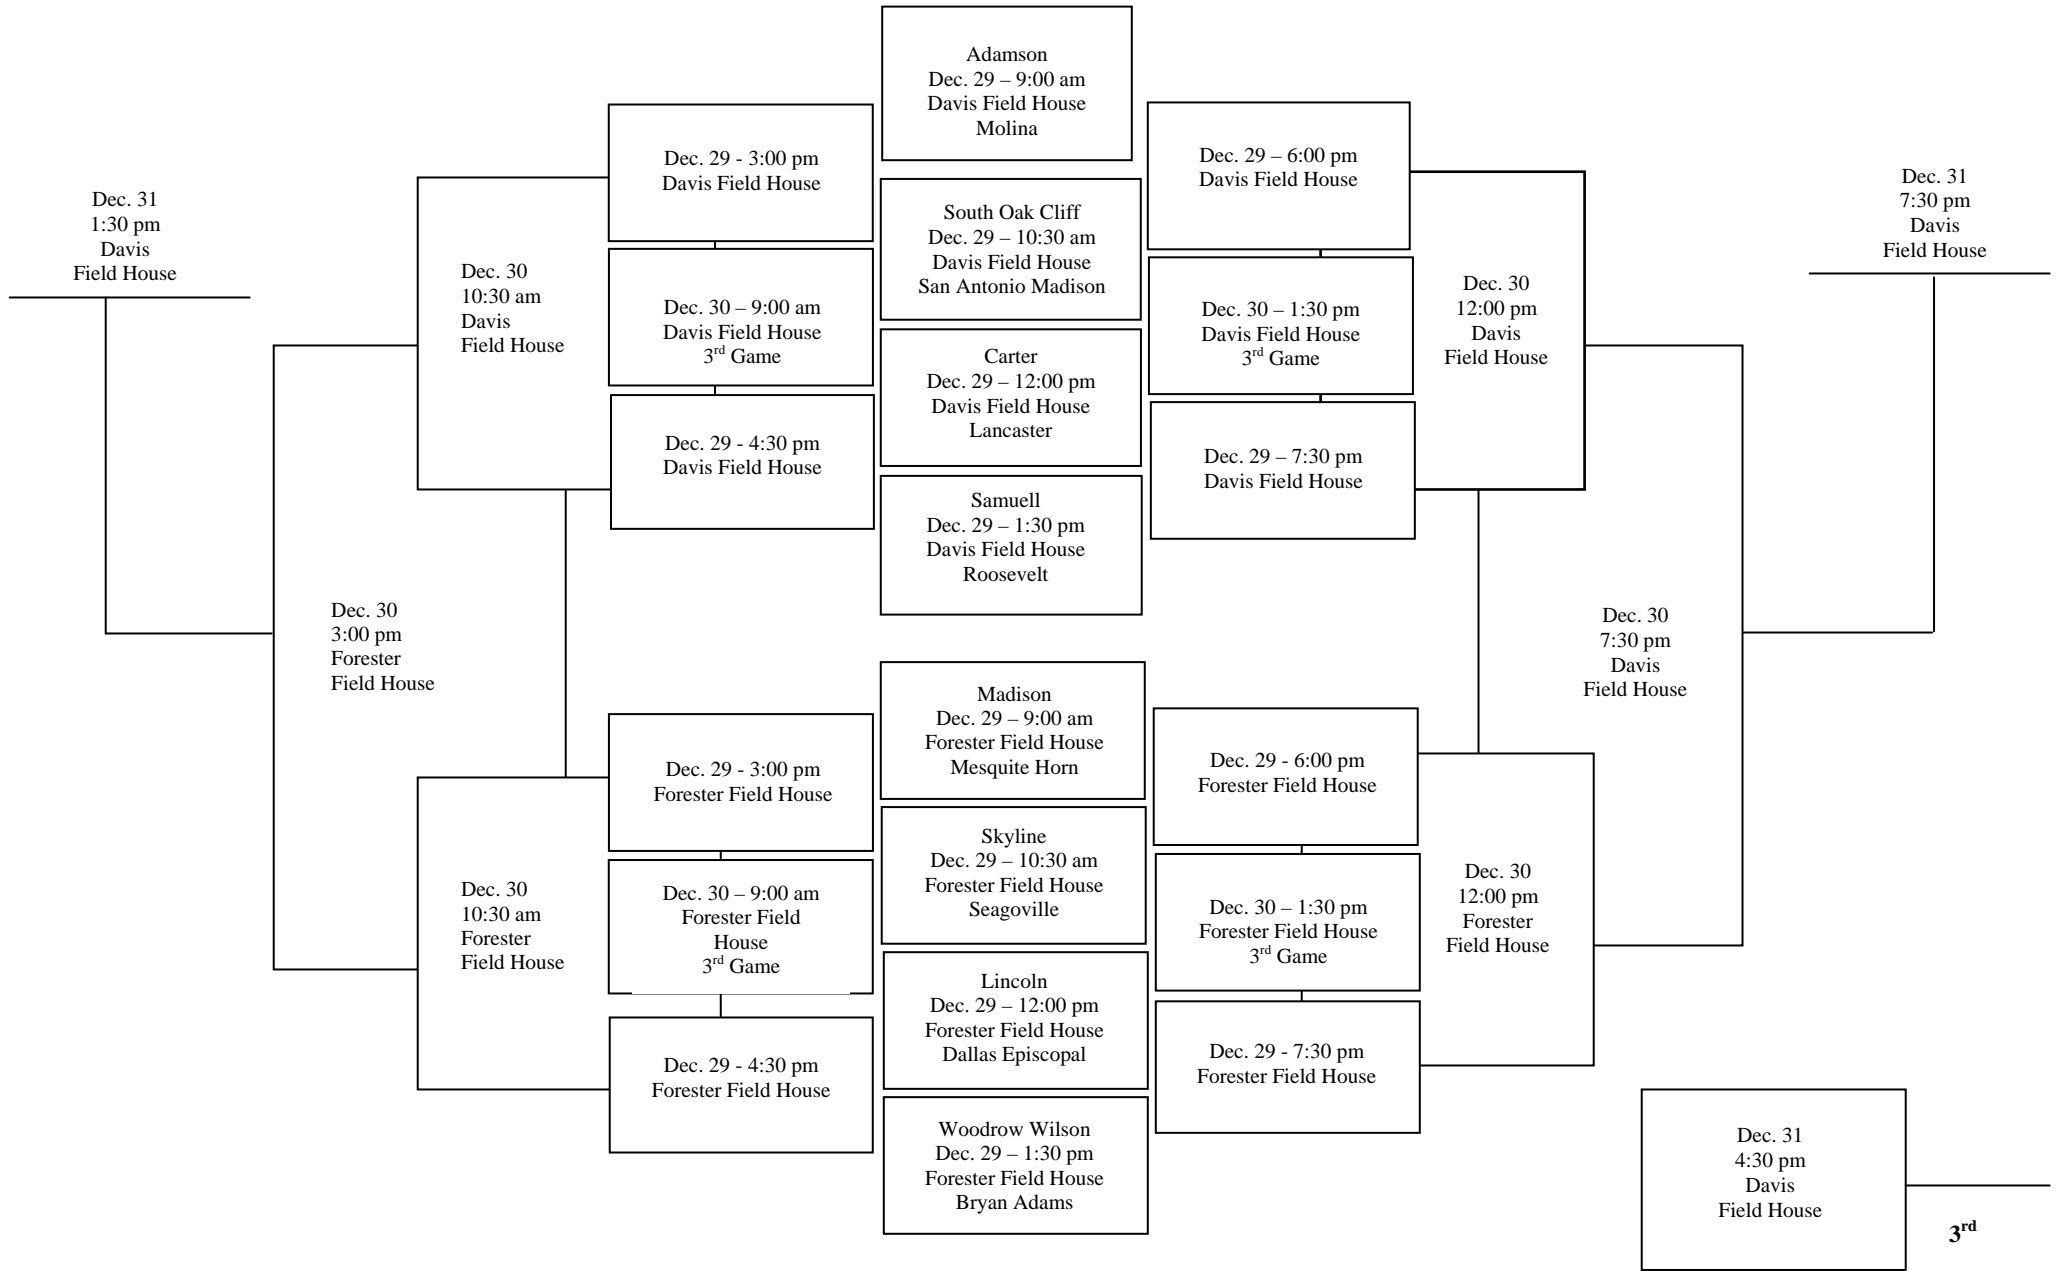 Adamson
Dec. 29 – 9:00 am
Davis Field House
Molina
Dec. 29 - 3:00 pm
Davis Field House
Dec. 29 – 6:00 pm
Davis Field House
Dec. 31
1:30 pm
Davis
Field House
Dec. 31
7:30 pm
Davis
Field House
South Oak Cliff
Dec. 29 – 10:30 am
Davis Field House
San Antonio Madison
Dec. 30
10:30 am
Davis
Field House
Dec. 30 – 9:00 am
Davis Field House
3rd Game
Dec. 30 – 1:30 pm
Davis Field House
3rd Game
Dec. 30
12:00 pm
Davis
Field House
Carter
Dec. 29 – 12:00 pm
Davis Field House
Lancaster
Dec. 29 - 4:30 pm
Davis Field House
Dec. 29 – 7:30 pm
Davis Field House
Samuell
Dec. 29 – 1:30 pm
Davis Field House
Roosevelt
Dec. 30
3:00 pm
Forester
Field House
Dec. 30
7:30 pm
Davis
Field House
Madison
Dec. 29 – 9:00 am
Forester Field House
Mesquite Horn
Dec. 29 - 3:00 pm
Forester Field House
Dec. 29 - 6:00 pm
Forester Field House
Skyline
Dec. 29 – 10:30 am
Forester Field House
Seagoville
Dec. 30
10:30 am
Forester
Field House
Dec. 30 – 9:00 am
Forester Field
House
3rd Game
Dec. 30 – 1:30 pm
Forester Field House
3rd Game
Dec. 30
12:00 pm
Forester
Field House
Lincoln
Dec. 29 – 12:00 pm
Forester Field House
Dallas Episcopal
Dec. 29 - 4:30 pm
Forester Field House
Dec. 29 - 7:30 pm
Forester Field House
Woodrow Wilson
Dec. 29 – 1:30 pm
Forester Field House
Bryan Adams
Dec. 31
4:30 pm
Davis
Field House
3rd